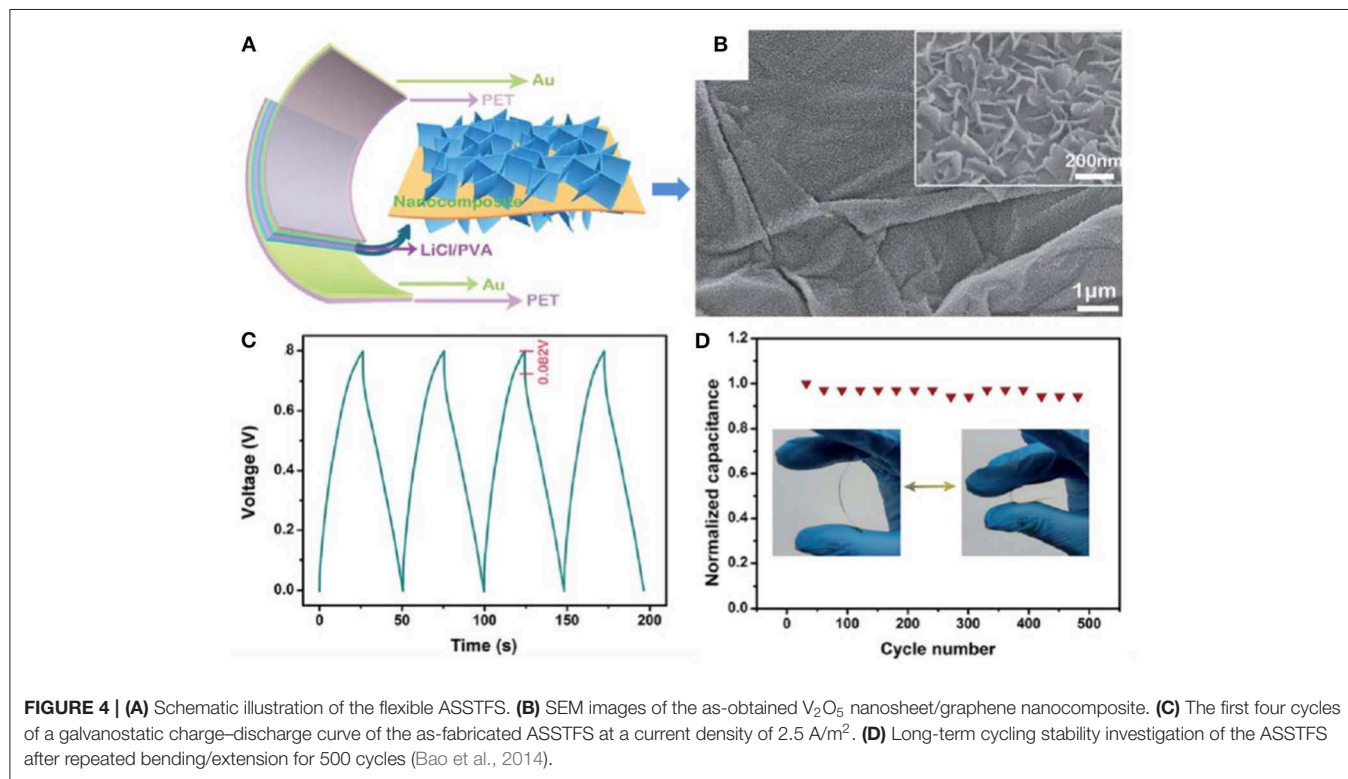 A
Au
PET
Nanocomposite
LiCl/PVA
Au
PET
B
200nm
1μm
C
Voltage (V)
.8
0.6
0.4
0.2
0.0
0.082V
0 50 100 150 200
Time (s)
D
Normalized capacitance
1.2
1.0
0.8
0.6
0.4
0.2
0.0
0 100 200 300 400 500
Cycle number
FIGURE 4 | (A) Schematic illustration of the flexible ASSTFS. (B) SEM images of the as-obtained V₂O₅ nanosheet/graphene nanocomposite. (C) The first four cycles
of a galvanostatic charge–discharge curve of the as-fabricated ASSTFS at a current density of 2.5 A/m². (D) Long-term cycling stability investigation of the ASSTFS
after repeated bending/extension for 500 cycles (Bao et al., 2014).